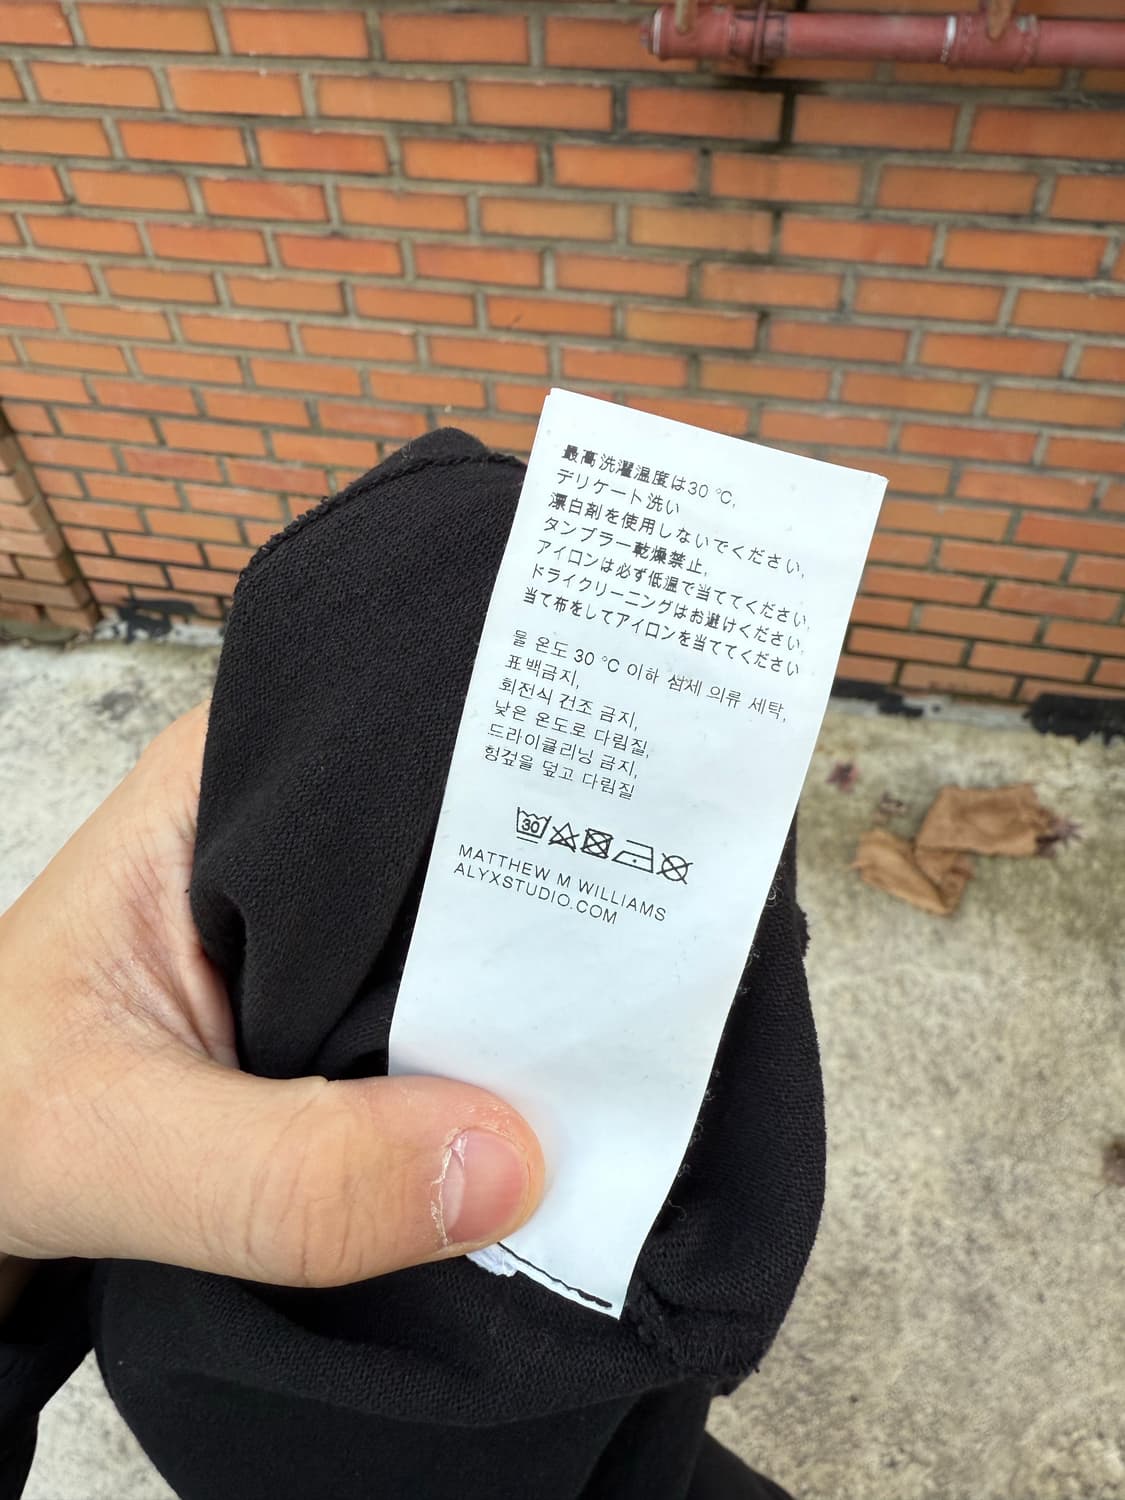 最高洗濯温度は30 °C,
デリケート洗い
漂白剤を使用しないでください,
タンブラー乾燥禁止,
アイロンは必ず低温で当ててください,
ドライクリーニングはお避けください,
当て布をしてアイロンを当ててください
물 온도 30 °C 이하 섬세 의류 세탁,
표백금지,
회전식 건조 금지,
낮은 온도로 다림질,
드라이클리닝 금지,
헝겊을 덮고 다림질
30
MATTHEW M WILLIAMS
ALYXSTUDIO.COM